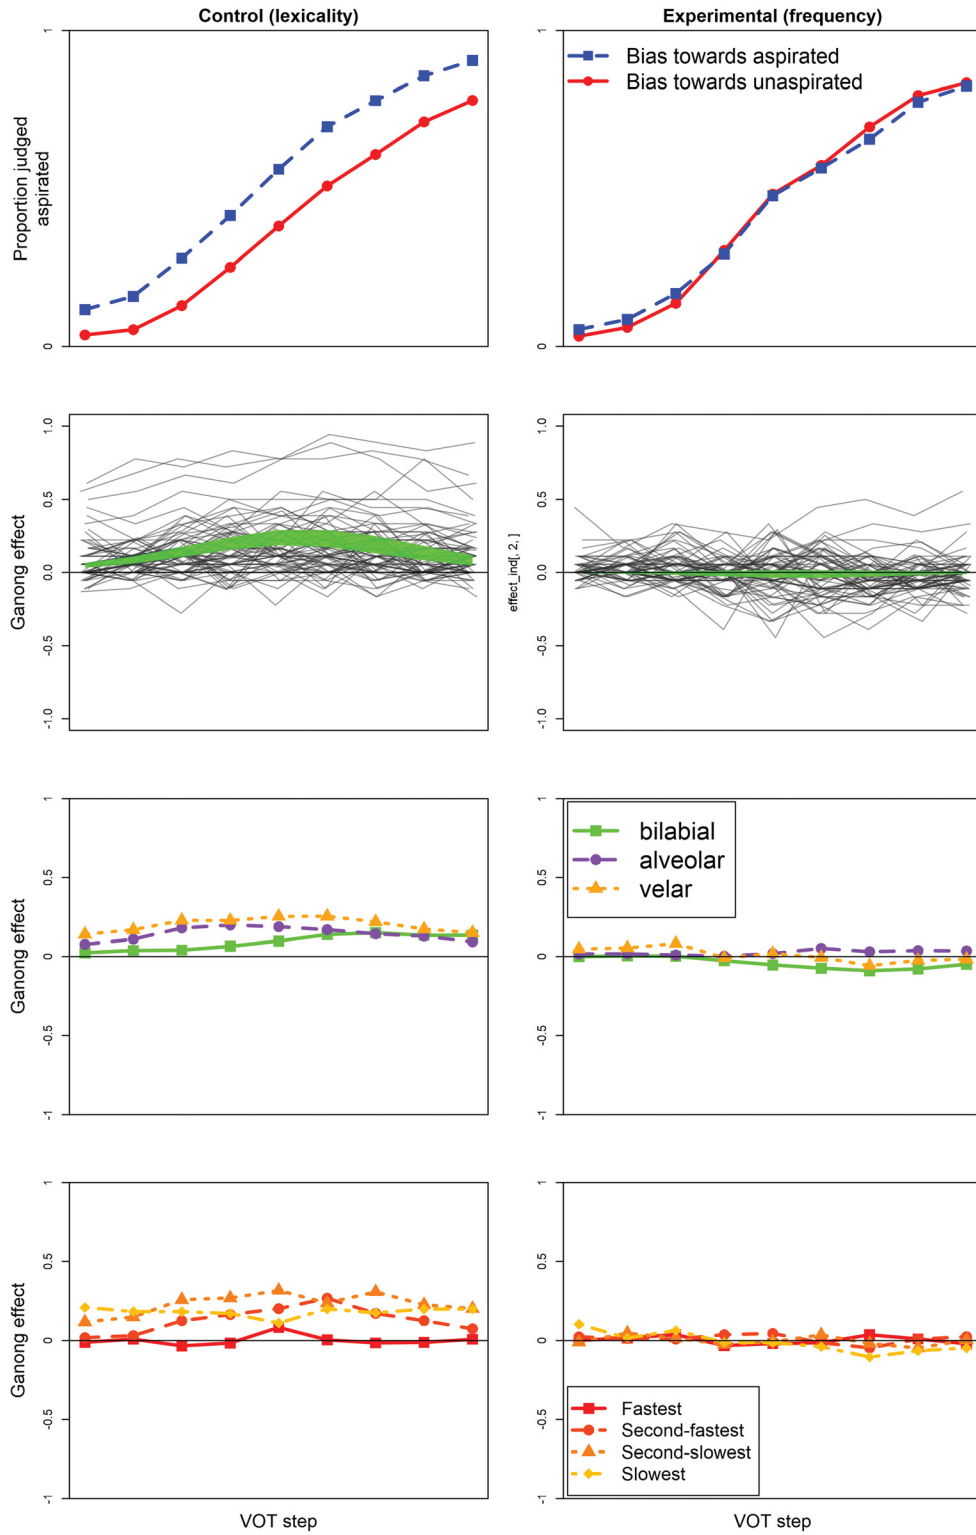 Control (lexicality)
Experimental (frequency)
Proportion judged
aspirated
1
0
1
0
Bias towards aspirated
Bias towards unaspirated
Ganong effect
1.0
0.5
0.0
-0.5
-1.0
effect_ind[, 2, ]
1.0
0.5
0.0
-0.5
-1.0
Ganong effect
1
0.5
0
-0.5
-1
1
0.5
0
-0.5
-1
bilabial
alveolar
velar
Ganong effect
1
0.5
0
-0.5
-1
1
0.5
0
-0.5
-1
Fastest
Second-fastest
Second-slowest
Slowest
VOT step
VOT step